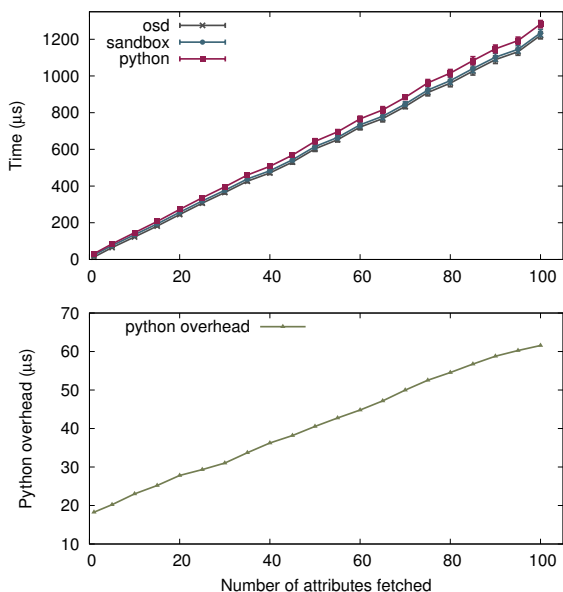 osd
sandbox
python
1200
1000
800
600
400
200
0
Time (µs)
0 20 40 60 80 100
python overhead
70
60
50
40
30
20
10
Python overhead (µs)
0 20 40 60 80 100
Number of attributes fetched